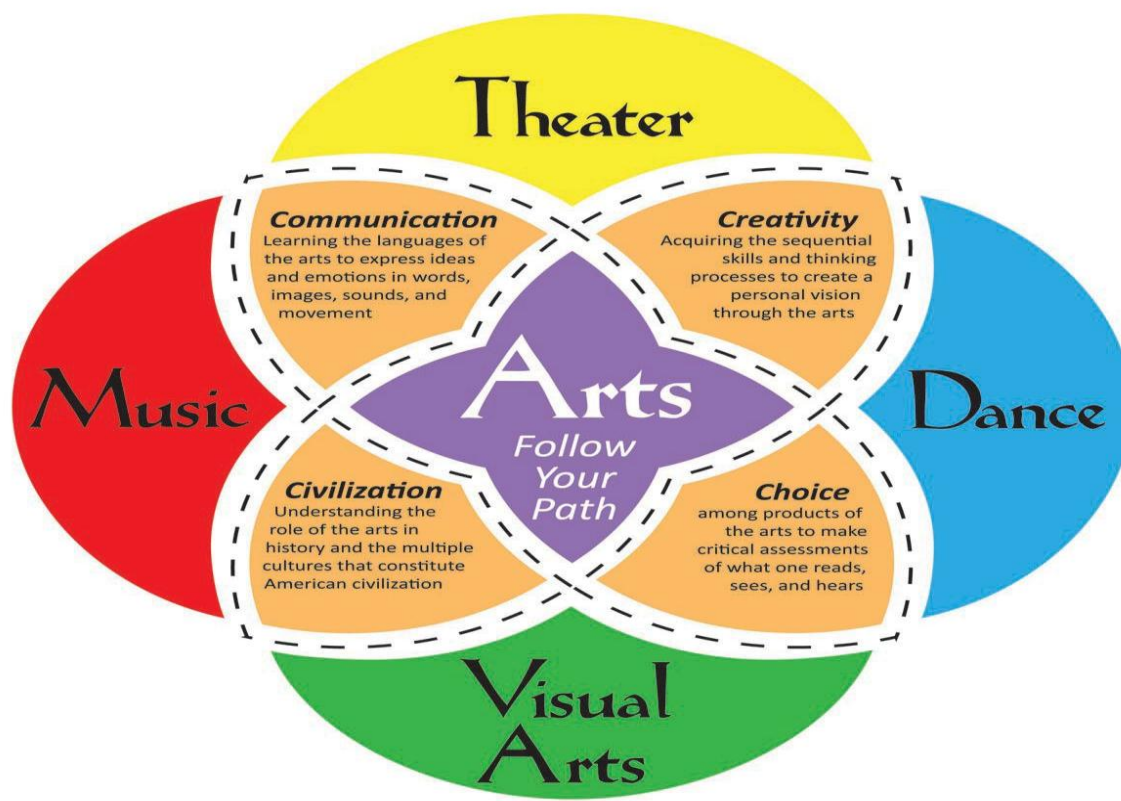 Theater
Communication
Learning the languages of
the arts to express ideas
and emotions in words,
images, sounds, and
movement
Creativity
Acquiring the sequential
skills and thinking
processes to create a
personal vision
through the arts
Music
Arts
Follow
Your
Path
Dance
Civilization
Understanding the
role of the arts in
history and the multiple
cultures that constitute
American civilization
Choice
among products of
the arts to make
critical assessments
of what one reads,
sees, and hears
Visual
Arts